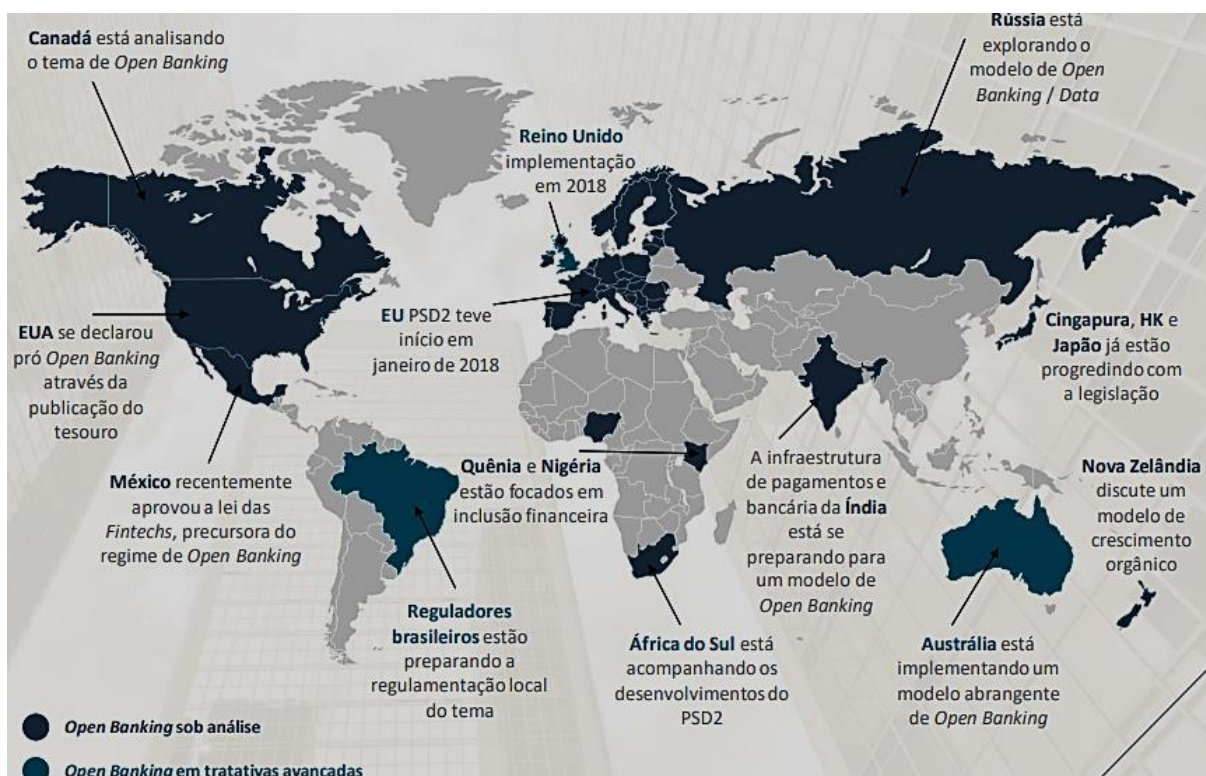 Canadá está analisando
o tema de Open Banking
Rússia está
explorando o
modelo de Open
Banking / Data
Reino Unido
implementação
em 2018
EUA se declarou
pró Open Banking
através da
publicação do
tesouro
EU PSD2 teve
início em
janeiro de 2018
Cingapura, HK e
Japão já estão
progredindo com
a legislação
México recentemente
aprovou a lei das
Fintechs, precursora do
regime de Open Banking
Quênia e Nigéria
estão focados em
inclusão financeira
A infraestrutura
de pagamentos e
bancária da Índia
está se
preparando para
um modelo de
Open Banking
Nova Zelândia
discute um
modelo de
crescimento
orgânico
Reguladores
brasileiros estão
preparando a
regulamentação local
do tema
África do Sul está
acompanhando os
desenvolvimentos do
PSD2
Austrália está
implementando um
modelo abrangente
de Open Banking
Open Banking sob análise
Open Banking em tratativas avançadas